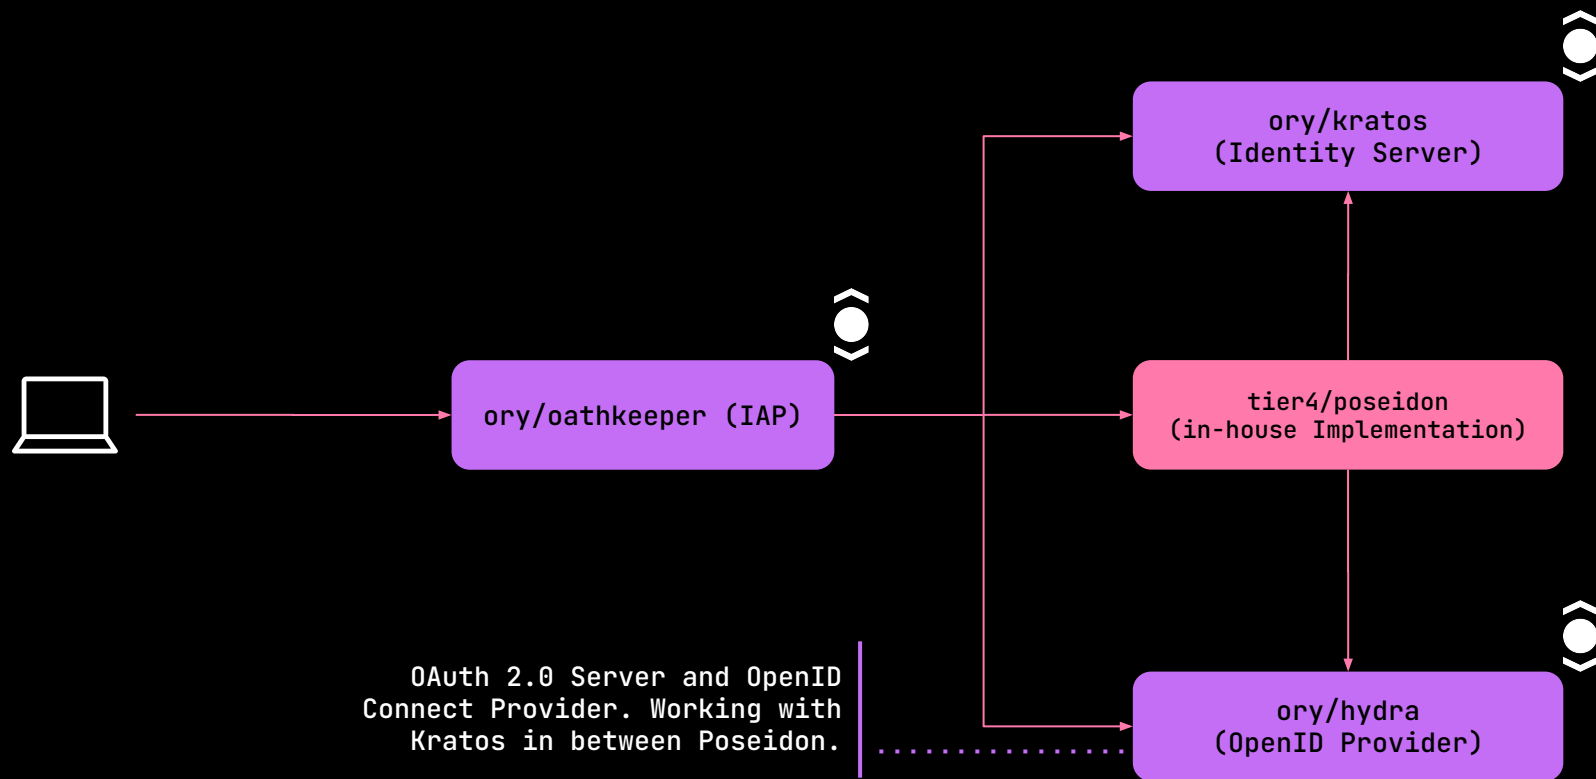 ory/kratos
(Identity Server)
ory/oathkeeper (IAP)
tier4/poseidon
(in-house Implementation)
OAuth 2.0 Server and OpenID
Connect Provider. Working with
Kratos in between Poseidon.
ory/hydra
(OpenID Provider)